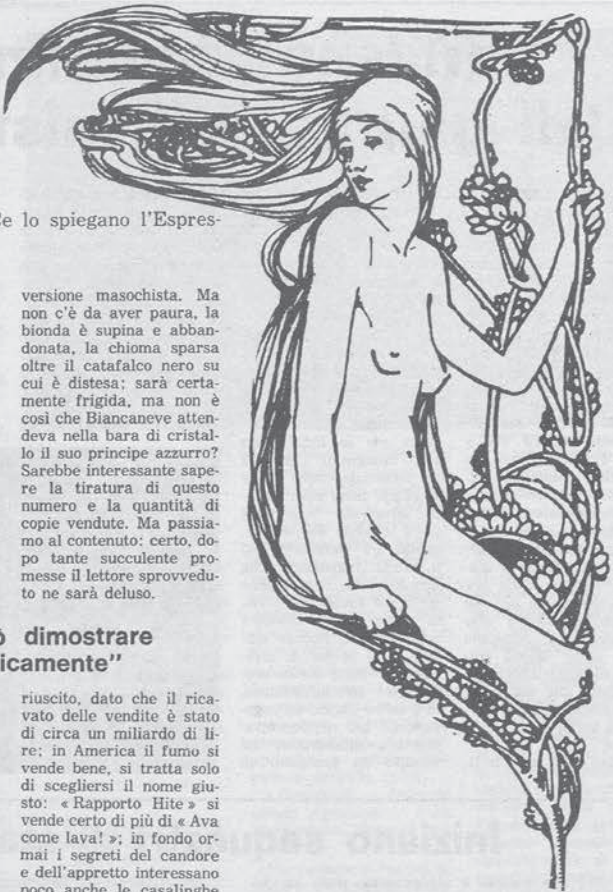 Ce lo spiegano l'Espres-
versione masochista. Ma
non c'è da aver paura, la
bionda è supina e abban-
donata, la chioma sparsa
oltre il catafalco nero su
cui è distesa; sarà certa-
mente frigida, ma non è
così che Biancaneve atten-
deva nella bara di cristal-
lo il suo principe azzurro?
Sarebbe interessante sape-
re la tiratura di questo
numero e la quantità di
copie vendute. Ma passia-
mo al contenuto: certo, do-
po tante succulente pro-
messe il lettore sprovvedu-
to ne sarà deluso.
ò dimostrare
icamente"
riuscito, dato che il rica-
vato delle vendite è stato
di circa un miliardo di li-
re; in America il fumo si
vende bene, si tratta solo
di scegliersi il nome giu-
sto: « Rapporto Hite » si
vende certo di più di « Ava
come lava! »; in fondo or-
mai i segreti del candore
e dell'appretto interessano
poco anche le casalinghe